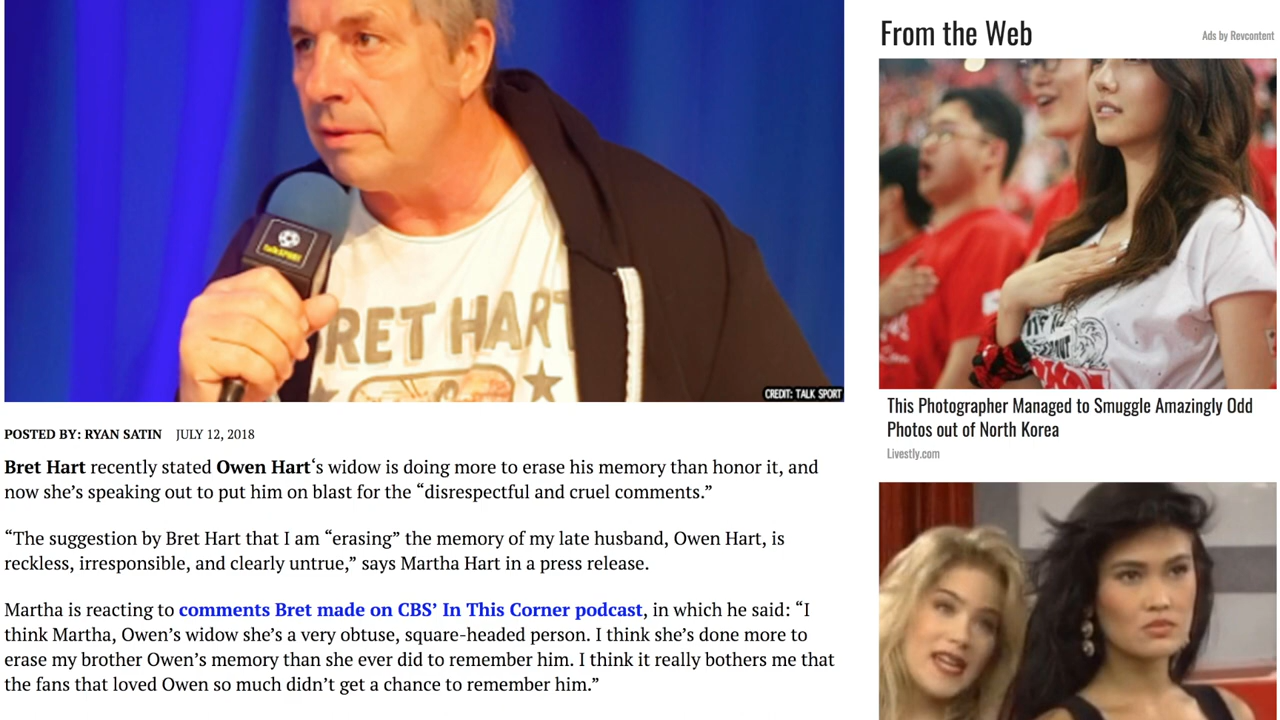 From the Web
Ads by Revcontent
talkSPORT
BRET HART
CREDIT: TALK SPORT
This Photographer Managed to Smuggle Amazingly Odd
Photos out of North Korea
Livestly.com
POSTED BY: RYAN SATIN JULY 12, 2018
Bret Hart recently stated Owen Hart‘s widow is doing more to erase his memory than honor it, and
now she’s speaking out to put him on blast for the “disrespectful and cruel comments.”
“The suggestion by Bret Hart that I am “erasing” the memory of my late husband, Owen Hart, is
reckless, irresponsible, and clearly untrue,” says Martha Hart in a press release.
Martha is reacting to comments Bret made on CBS’ In This Corner podcast, in which he said: “I
think Martha, Owen’s widow she’s a very obtuse, square-headed person. I think she’s done more to
erase my brother Owen’s memory than she ever did to remember him. I think it really bothers me that
the fans that loved Owen so much didn’t get a chance to remember him.”